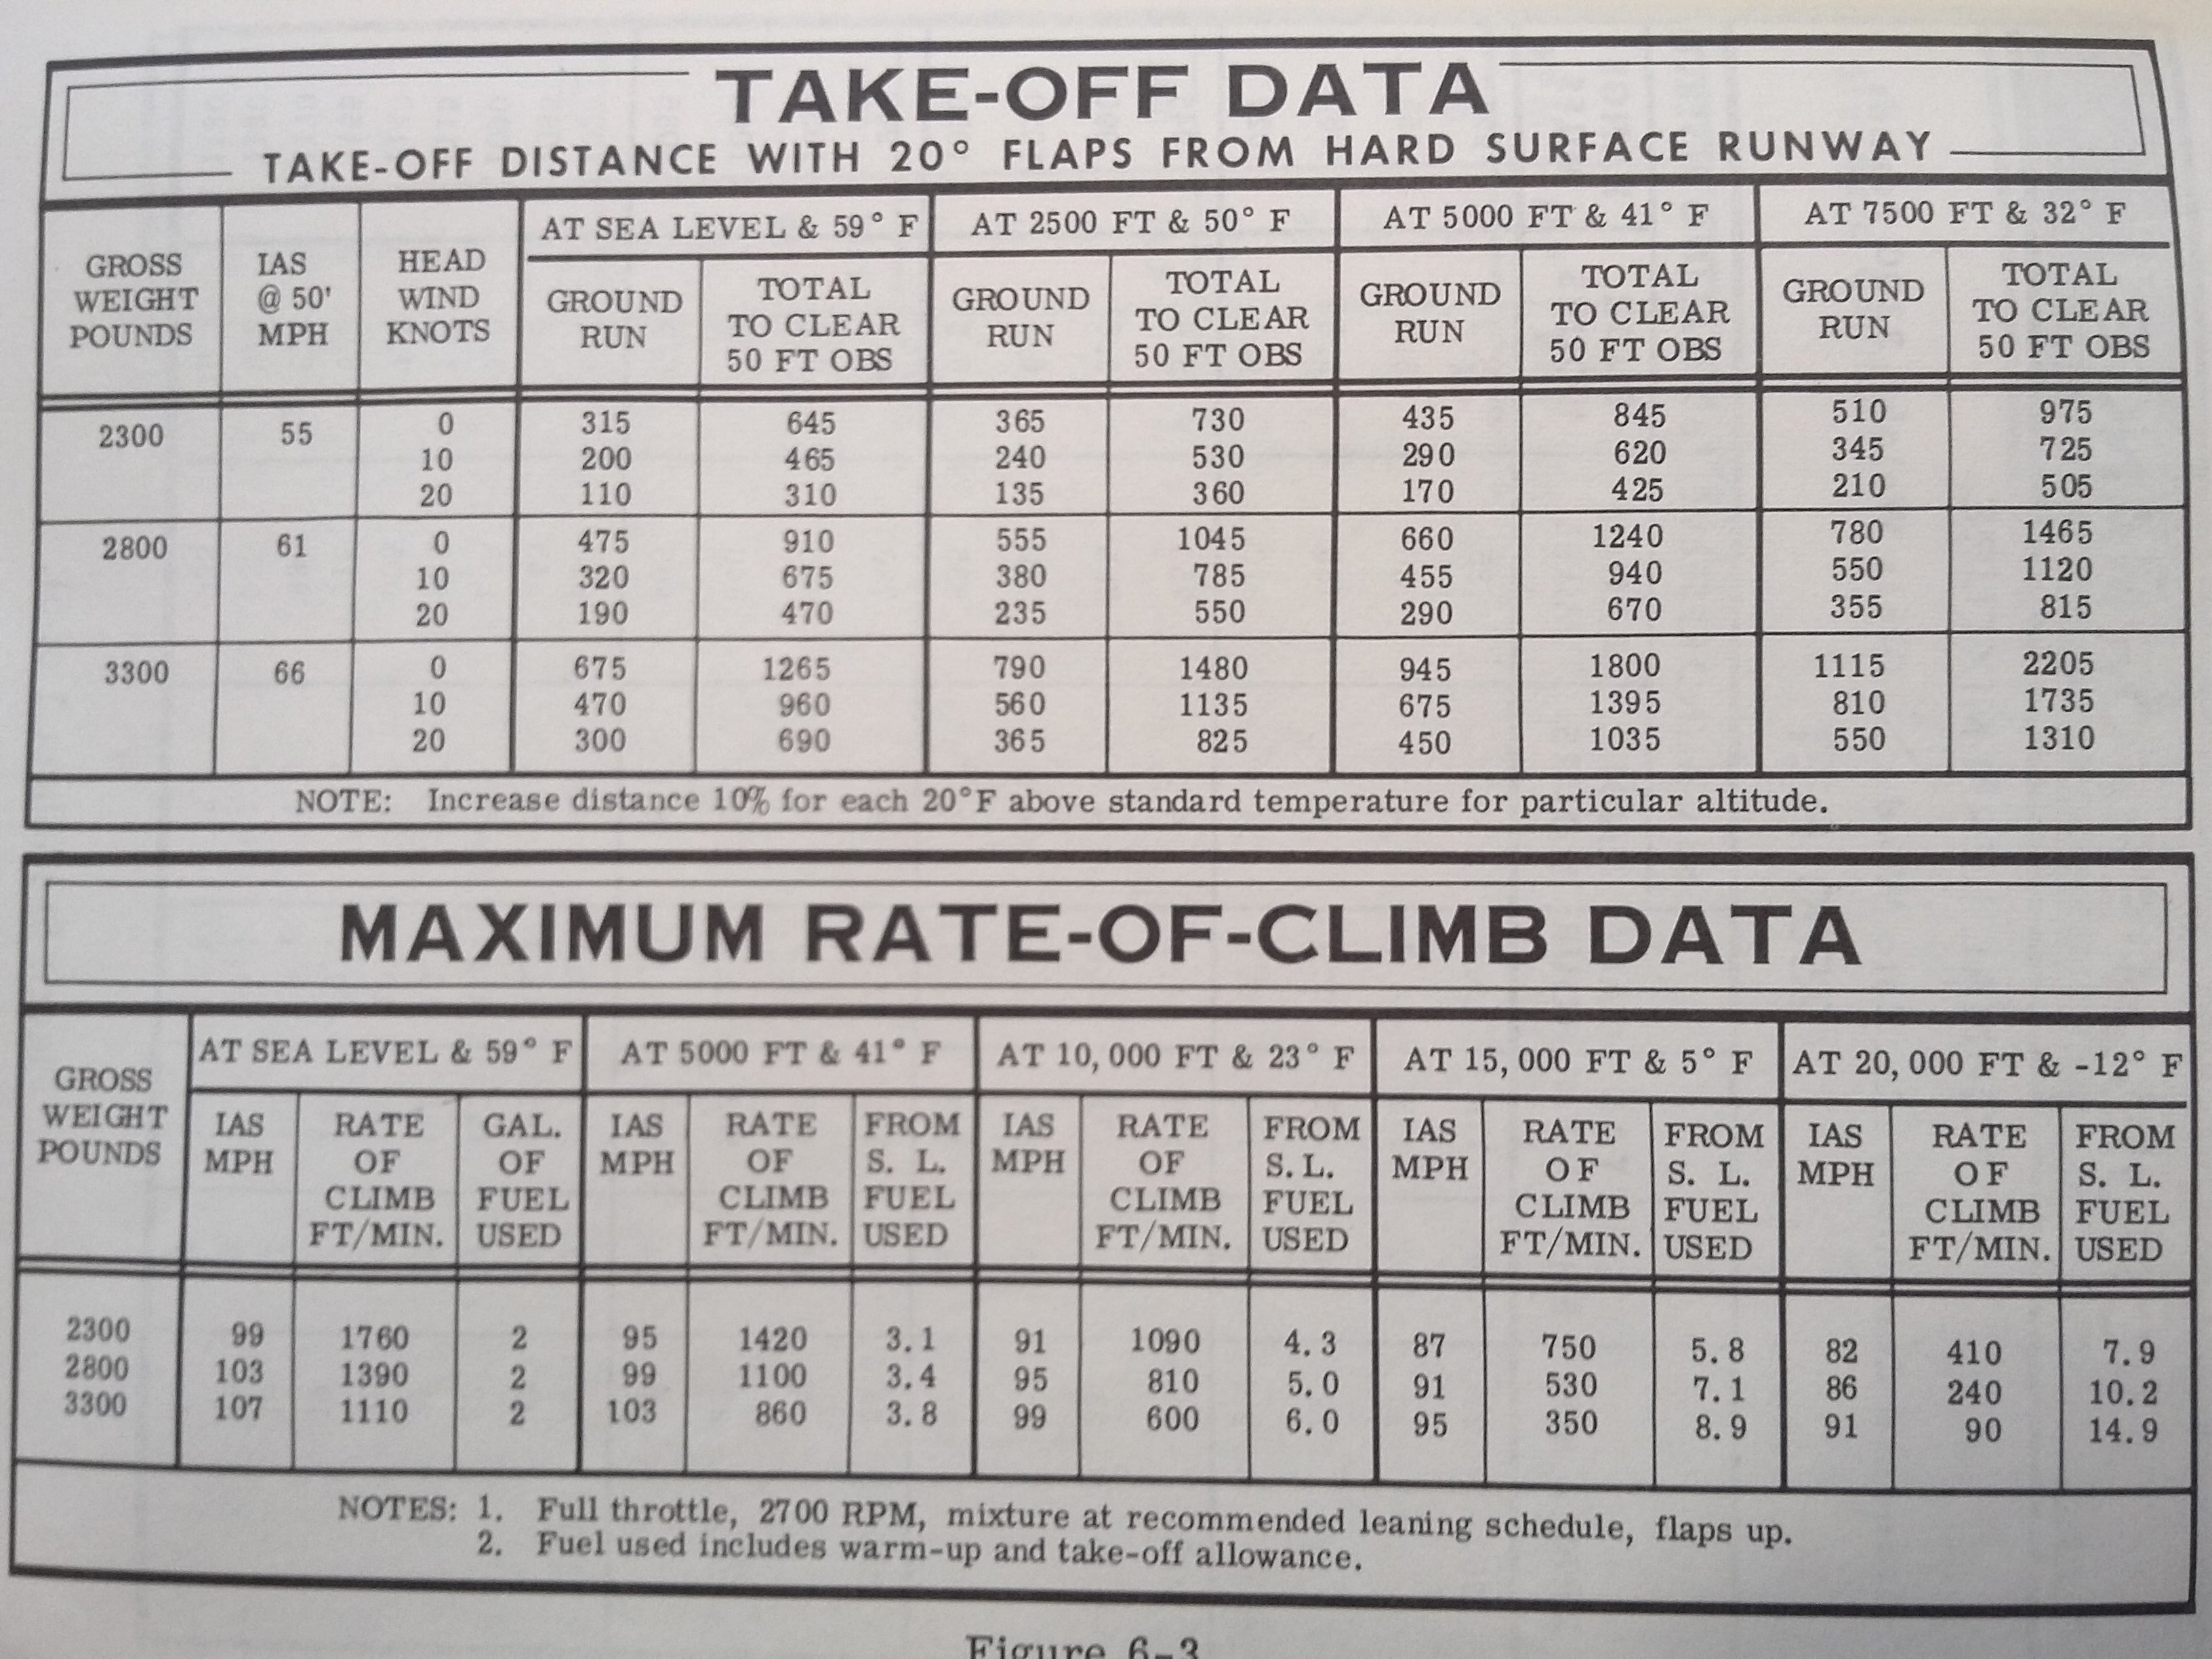 TAKE-OFF DATA
TAKE-OFF DISTANCE WITH 20° FLAPS FROM HARD SURFACE RUNWAY
GROSS WEIGHT POUNDS IAS @ 50' MPH HEAD WIND KNOTS AT SEA LEVEL & 59° F AT 2500 FT & 50° F AT 5000 FT & 41° F AT 7500 FT & 32° F
GROUND RUN TOTAL TO CLEAR 50 FT OBS GROUND RUN TOTAL TO CLEAR 50 FT OBS GROUND RUN TOTAL TO CLEAR 50 FT OBS GROUND RUN TOTAL TO CLEAR 50 FT OBS
2300 55 0 315 645 365 730 435 845 510 975
10 200 465 240 530 290 620 345 725
20 110 310 135 360 170 425 210 505
2800 61 0 475 910 555 1045 660 1240 780 1465
10 320 675 380 785 455 940 550 1120
20 190 470 235 550 290 670 355 815
3300 66 0 675 1265 790 1480 945 1800 1115 2205
10 470 960 560 1135 675 1395 810 1735
20 300 690 365 825 450 1035 550 1310
NOTE: Increase distance 10% for each 20°F above standard temperature for particular altitude.
MAXIMUM RATE-OF-CLIMB DATA
GROSS WEIGHT POUNDS AT SEA LEVEL & 59° F AT 5000 FT & 41° F AT 10,000 FT & 23° F AT 15,000 FT & 5° F AT 20,000 FT & -12° F
IAS MPH RATE OF CLIMB FT/MIN. GAL. OF FUEL USED IAS MPH RATE OF CLIMB FT/MIN. FROM S. L. FUEL USED IAS MPH RATE OF CLIMB FT/MIN. FROM S.L. FUEL USED IAS MPH RATE OF CLIMB FT/MIN. FROM S. L. FUEL USED IAS MPH RATE OF CLIMB FT/MIN. FROM S. L. FUEL USED
2300 99 1760 2 95 1420 3.1 91 1090 4.3 87 750 5.8 82 410 7.9
2800 103 1390 2 99 1100 3.4 95 810 5.0 91 530 7.1 86 240 10.2
3300 107 1110 2 103 860 3.8 99 600 6.0 95 350 8.9 91 90 14.9
NOTES: 1. Full throttle, 2700 RPM, mixture at recommended leaning schedule, flaps up.
2. Fuel used includes warm-up and take-off allowance.
Figure 6-3